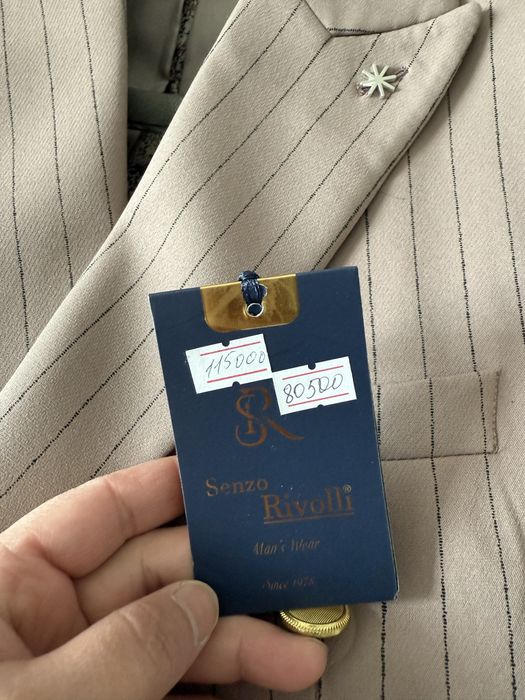 115000
80500
SR
Senzo
Rivolli®
Man's Wear
Since 1978